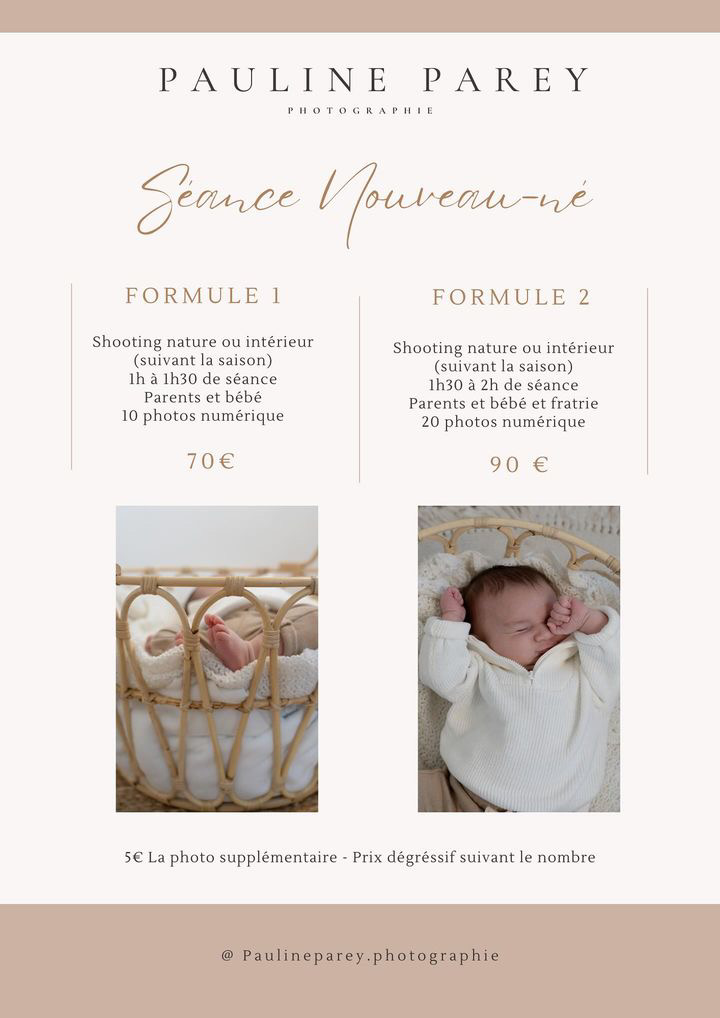 PAULINE PAREY
PHOTOGRAPHIE
Séance Nouveau-né
FORMULE 1
Shooting nature ou intérieur
(suivant la saison)
1h à 1h30 de séance
Parents et bébé
10 photos numérique
70€
FORMULE 2
Shooting nature ou intérieur
(suivant la saison)
1h30 à 2h de séance
Parents et bébé et fratrie
20 photos numérique
90 €
5€ La photo supplémentaire - Prix dégréssif suivant le nombre
@ Paulineparey.photographie